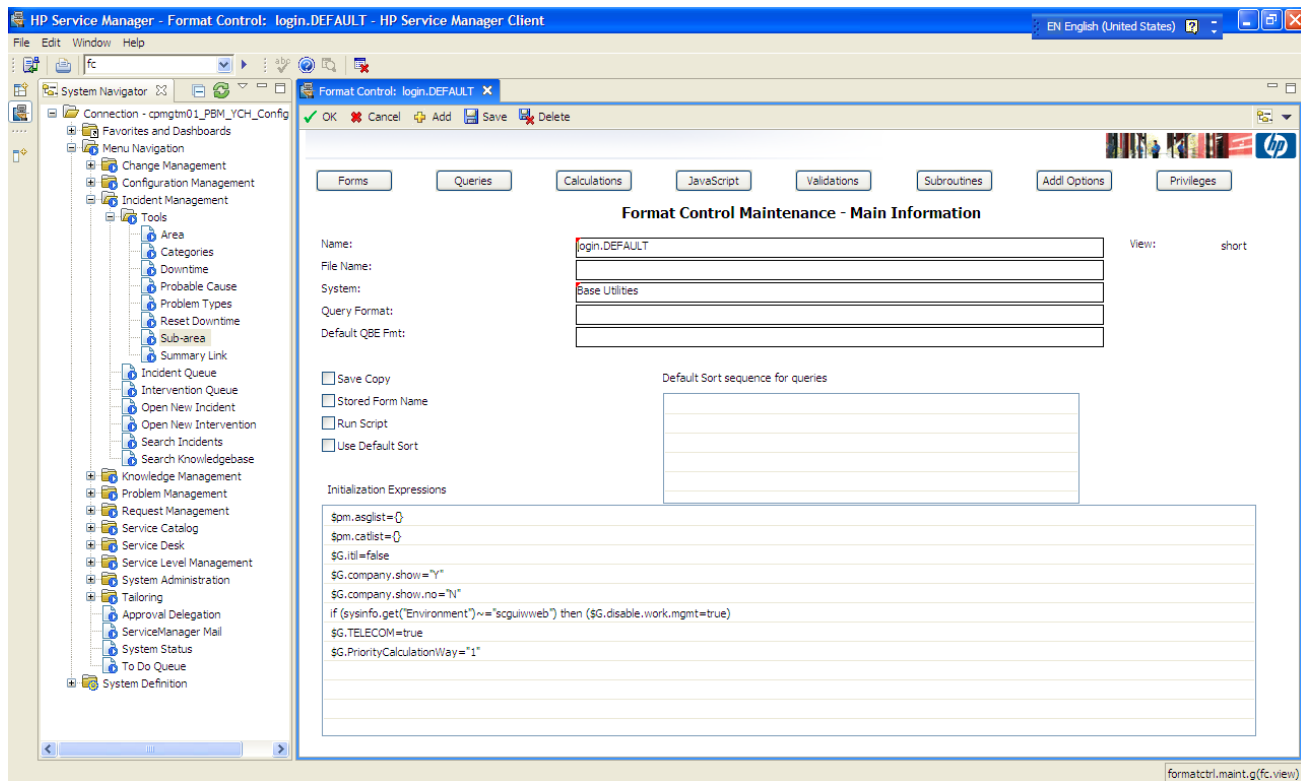 HP Service Manager - Format Control: login.DEFAULT - HP Service Manager Client
EN English (United States)
File Edit Window Help
fc
System Navigator
Format Control: login.DEFAULT
Connection - cpmgtm01_PBM_YCH_Config
Favorites and Dashboards
Menu Navigation
Change Management
Configuration Management
Incident Management
Tools
Area
Categories
Downtime
Probable Cause
Problem Types
Reset Downtime
Sub-area
Summary Link
Incident Queue
Intervention Queue
Open New Incident
Open New Intervention
Search Incidents
Search Knowledgebase
Knowledge Management
Problem Management
Request Management
Service Catalog
Service Desk
Service Level Management
System Administration
Tailoring
Approval Delegation
ServiceManager Mail
System Status
To Do Queue
System Definition
OK Cancel Add Save Delete
hp
Forms Queries Calculations JavaScript Validations Subroutines Addl Options Privileges
Format Control Maintenance - Main Information
Name: login.DEFAULT View: short
File Name:
System: Base Utilities
Query Format:
Default QBE Fmt:
Save Copy
Stored Form Name
Run Script
Use Default Sort
Default Sort sequence for queries
Initialization Expressions
$pm.asglist={}
$pm.catlist={}
$G.itil=false
$G.company.show="Y"
$G.company.show.no="N"
if (sysinfo.get("Environment")~="scguiwweb") then ($G.disable.work.mgmt=true)
$G.TELECOM=true
$G.PriorityCalculationWay="1"
formatctrl.maint.g(fc.view)